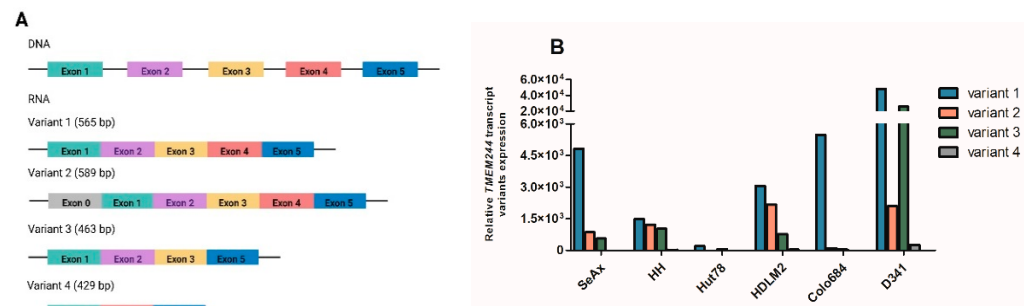 A
DNA
Exon 1 Exon 2 Exon 3 Exon 4 Exon 5
RNA
Variant 1 (565 bp)
Exon 1 Exon 2 Exon 3 Exon 4 Exon 5
Variant 2 (589 bp)
Exon 0 Exon 1 Exon 2 Exon 3 Exon 4 Exon 5
Variant 3 (463 bp)
Exon 1 Exon 2 Exon 3 Exon 5
Variant 4 (429 bp)
B
Relative TMEM244 transcript
variants expression
6.0×10⁴
4.0×10⁴
2.0×10⁴
6.0×10³
4.5×10³
3.0×10³
1.5×10³
0
SeAx HH Hut78 HDLM2 Colo684 D341
variant 1
variant 2
variant 3
variant 4